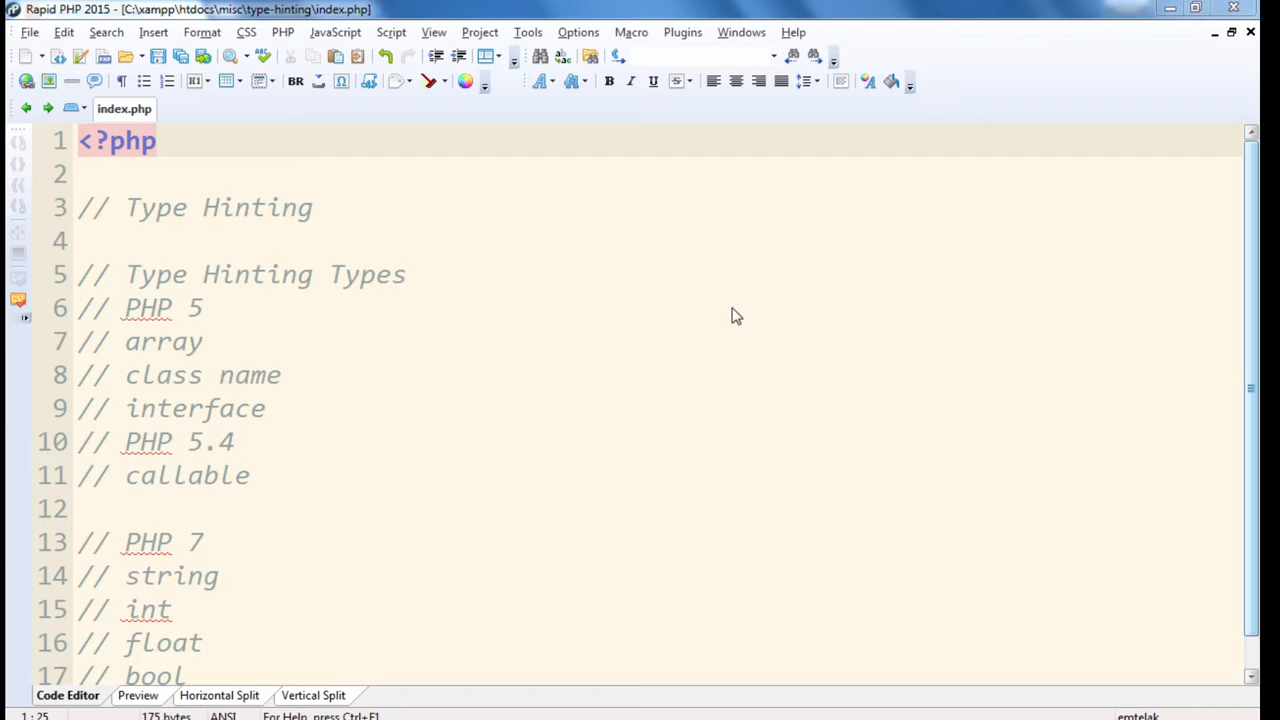 Rapid PHP 2015 - [C:\xampp\htdocs\misc\type-hinting\index.php]
File Edit Search Insert Format CSS PHP JavaScript Script View Project Tools Options Macro Plugins Windows Help
index.php
1 <?php
2
3 // Type Hinting
4
5 // Type Hinting Types
6 // PHP 5
7 // array
8 // class name
9 // interface
10 // PHP 5.4
11 // callable
12
13 // PHP 7
14 // string
15 // int
16 // float
17 // bool
Code Editor Preview Horizontal Split Vertical Split
1 : 25 175 bytes ANSI For Help, press Ctrl+F1 emtelak